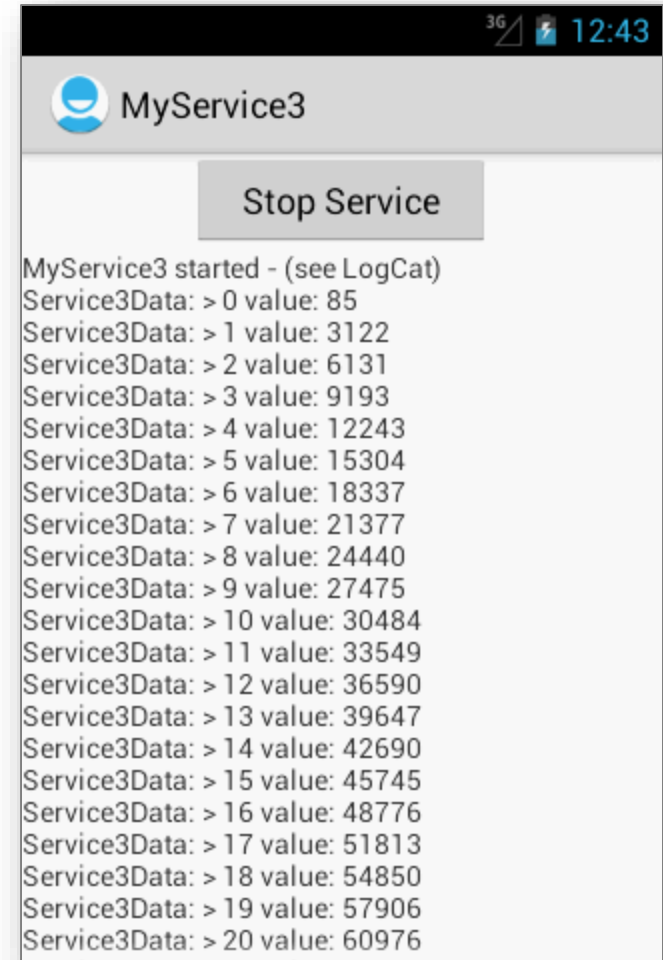 3G 12:43
MyService3
Stop Service
MyService3 started - (see LogCat)
Service3Data: > 0 value: 85
Service3Data: > 1 value: 3122
Service3Data: > 2 value: 6131
Service3Data: > 3 value: 9193
Service3Data: > 4 value: 12243
Service3Data: > 5 value: 15304
Service3Data: > 6 value: 18337
Service3Data: > 7 value: 21377
Service3Data: > 8 value: 24440
Service3Data: > 9 value: 27475
Service3Data: > 10 value: 30484
Service3Data: > 11 value: 33549
Service3Data: > 12 value: 36590
Service3Data: > 13 value: 39647
Service3Data: > 14 value: 42690
Service3Data: > 15 value: 45745
Service3Data: > 16 value: 48776
Service3Data: > 17 value: 51813
Service3Data: > 18 value: 54850
Service3Data: > 19 value: 57906
Service3Data: > 20 value: 60976